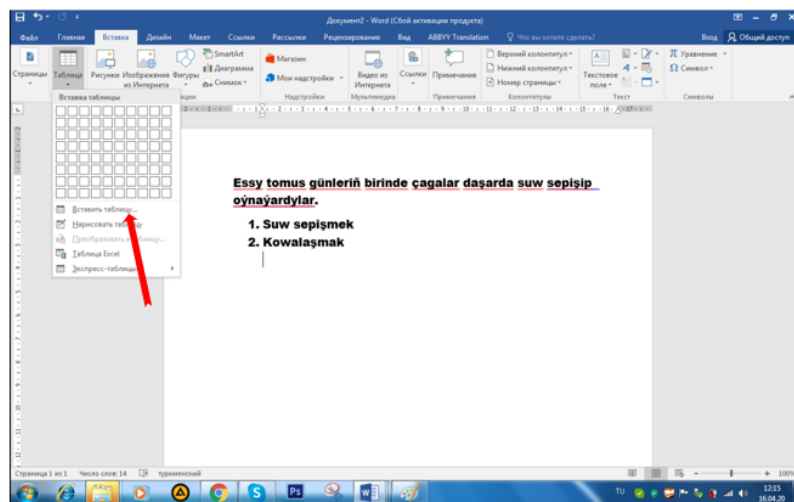 Документ2 - Word (Сбой активации продукта)
Файл Главная Вставка Дизайн Макет Ссылки Рассылки Рецензирование Вид ABBYY Translation Что вы хотите сделать? Вход Общий доступ
Страницы Таблица Рисунки Изображения из Интернета Фигуры
SmartArt
Диаграмма
Снимок
Магазин
Мои надстройки
Видео из Интернета
Ссылки
Примечание
Верхний колонтитул
Нижний колонтитул
Номер страницы
Текстовое поле
Уравнение
Символ
Надстройки Мультимедиа Примечания Колонтитулы Текст Символы
Вставка таблицы
Вставить таблицу...
Нарисовать таблицу
Преобразовать в таблицу...
Таблица Excel
Экспресс-таблицы
Essy tomus günleriň birinde çagalar daşarda suw sepişip
oýnaýardylar.
1. Suw sepişmek
2. Kowalaşmak
Страница 1 из 1 Число слов: 14 туркменский 100%
TU 12:15
16.04.20